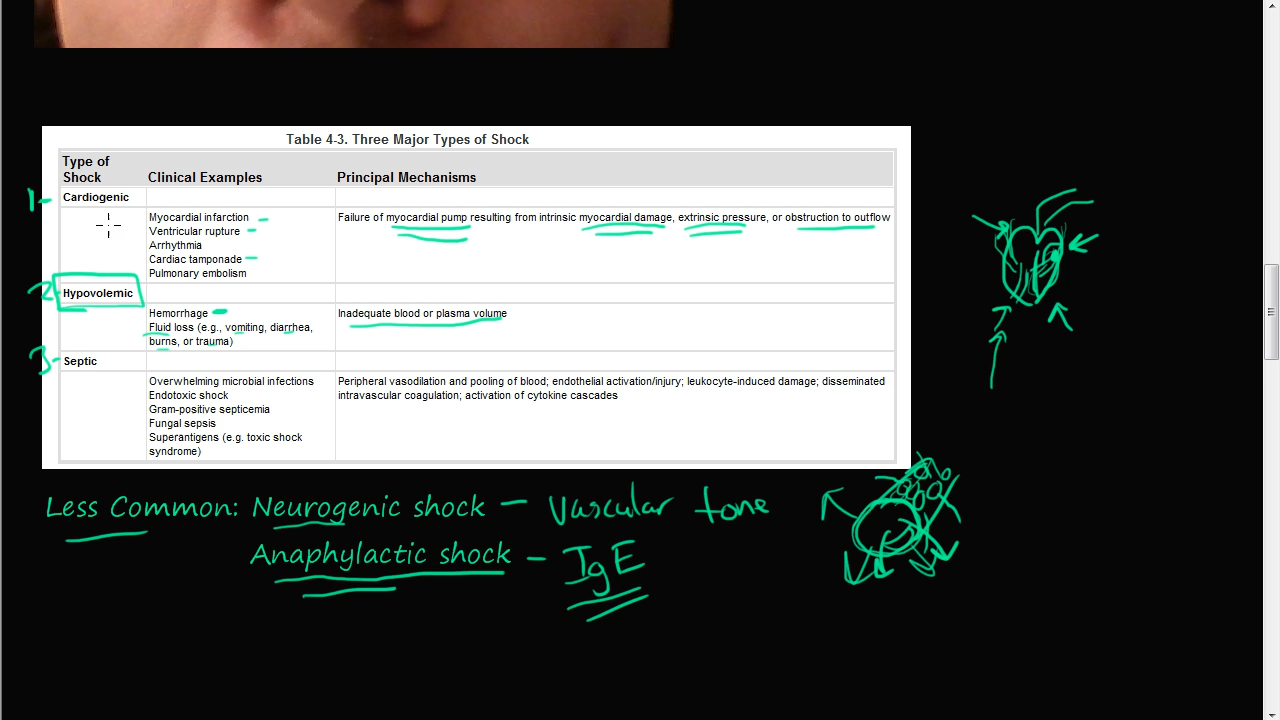 Table 4-3. Three Major Types of Shock
Type of Shock Clinical Examples Principal Mechanisms
1- Cardiogenic
Myocardial infarction Failure of myocardial pump resulting from intrinsic myocardial damage, extrinsic pressure, or obstruction to outflow
Ventricular rupture
Arrhythmia
Cardiac tamponade
Pulmonary embolism
2- Hypovolemic
Hemorrhage Inadequate blood or plasma volume
Fluid loss (e.g., vomiting, diarrhea,
burns, or trauma)
3- Septic
Overwhelming microbial infections Peripheral vasodilation and pooling of blood; endothelial activation/injury; leukocyte-induced damage; disseminated
Endotoxic shock intravascular coagulation; activation of cytokine cascades
Gram-positive septicemia
Fungal sepsis
Superantigens (e.g. toxic shock
syndrome)
Less Common: Neurogenic shock - vascular tone
Anaphylactic shock - IgE